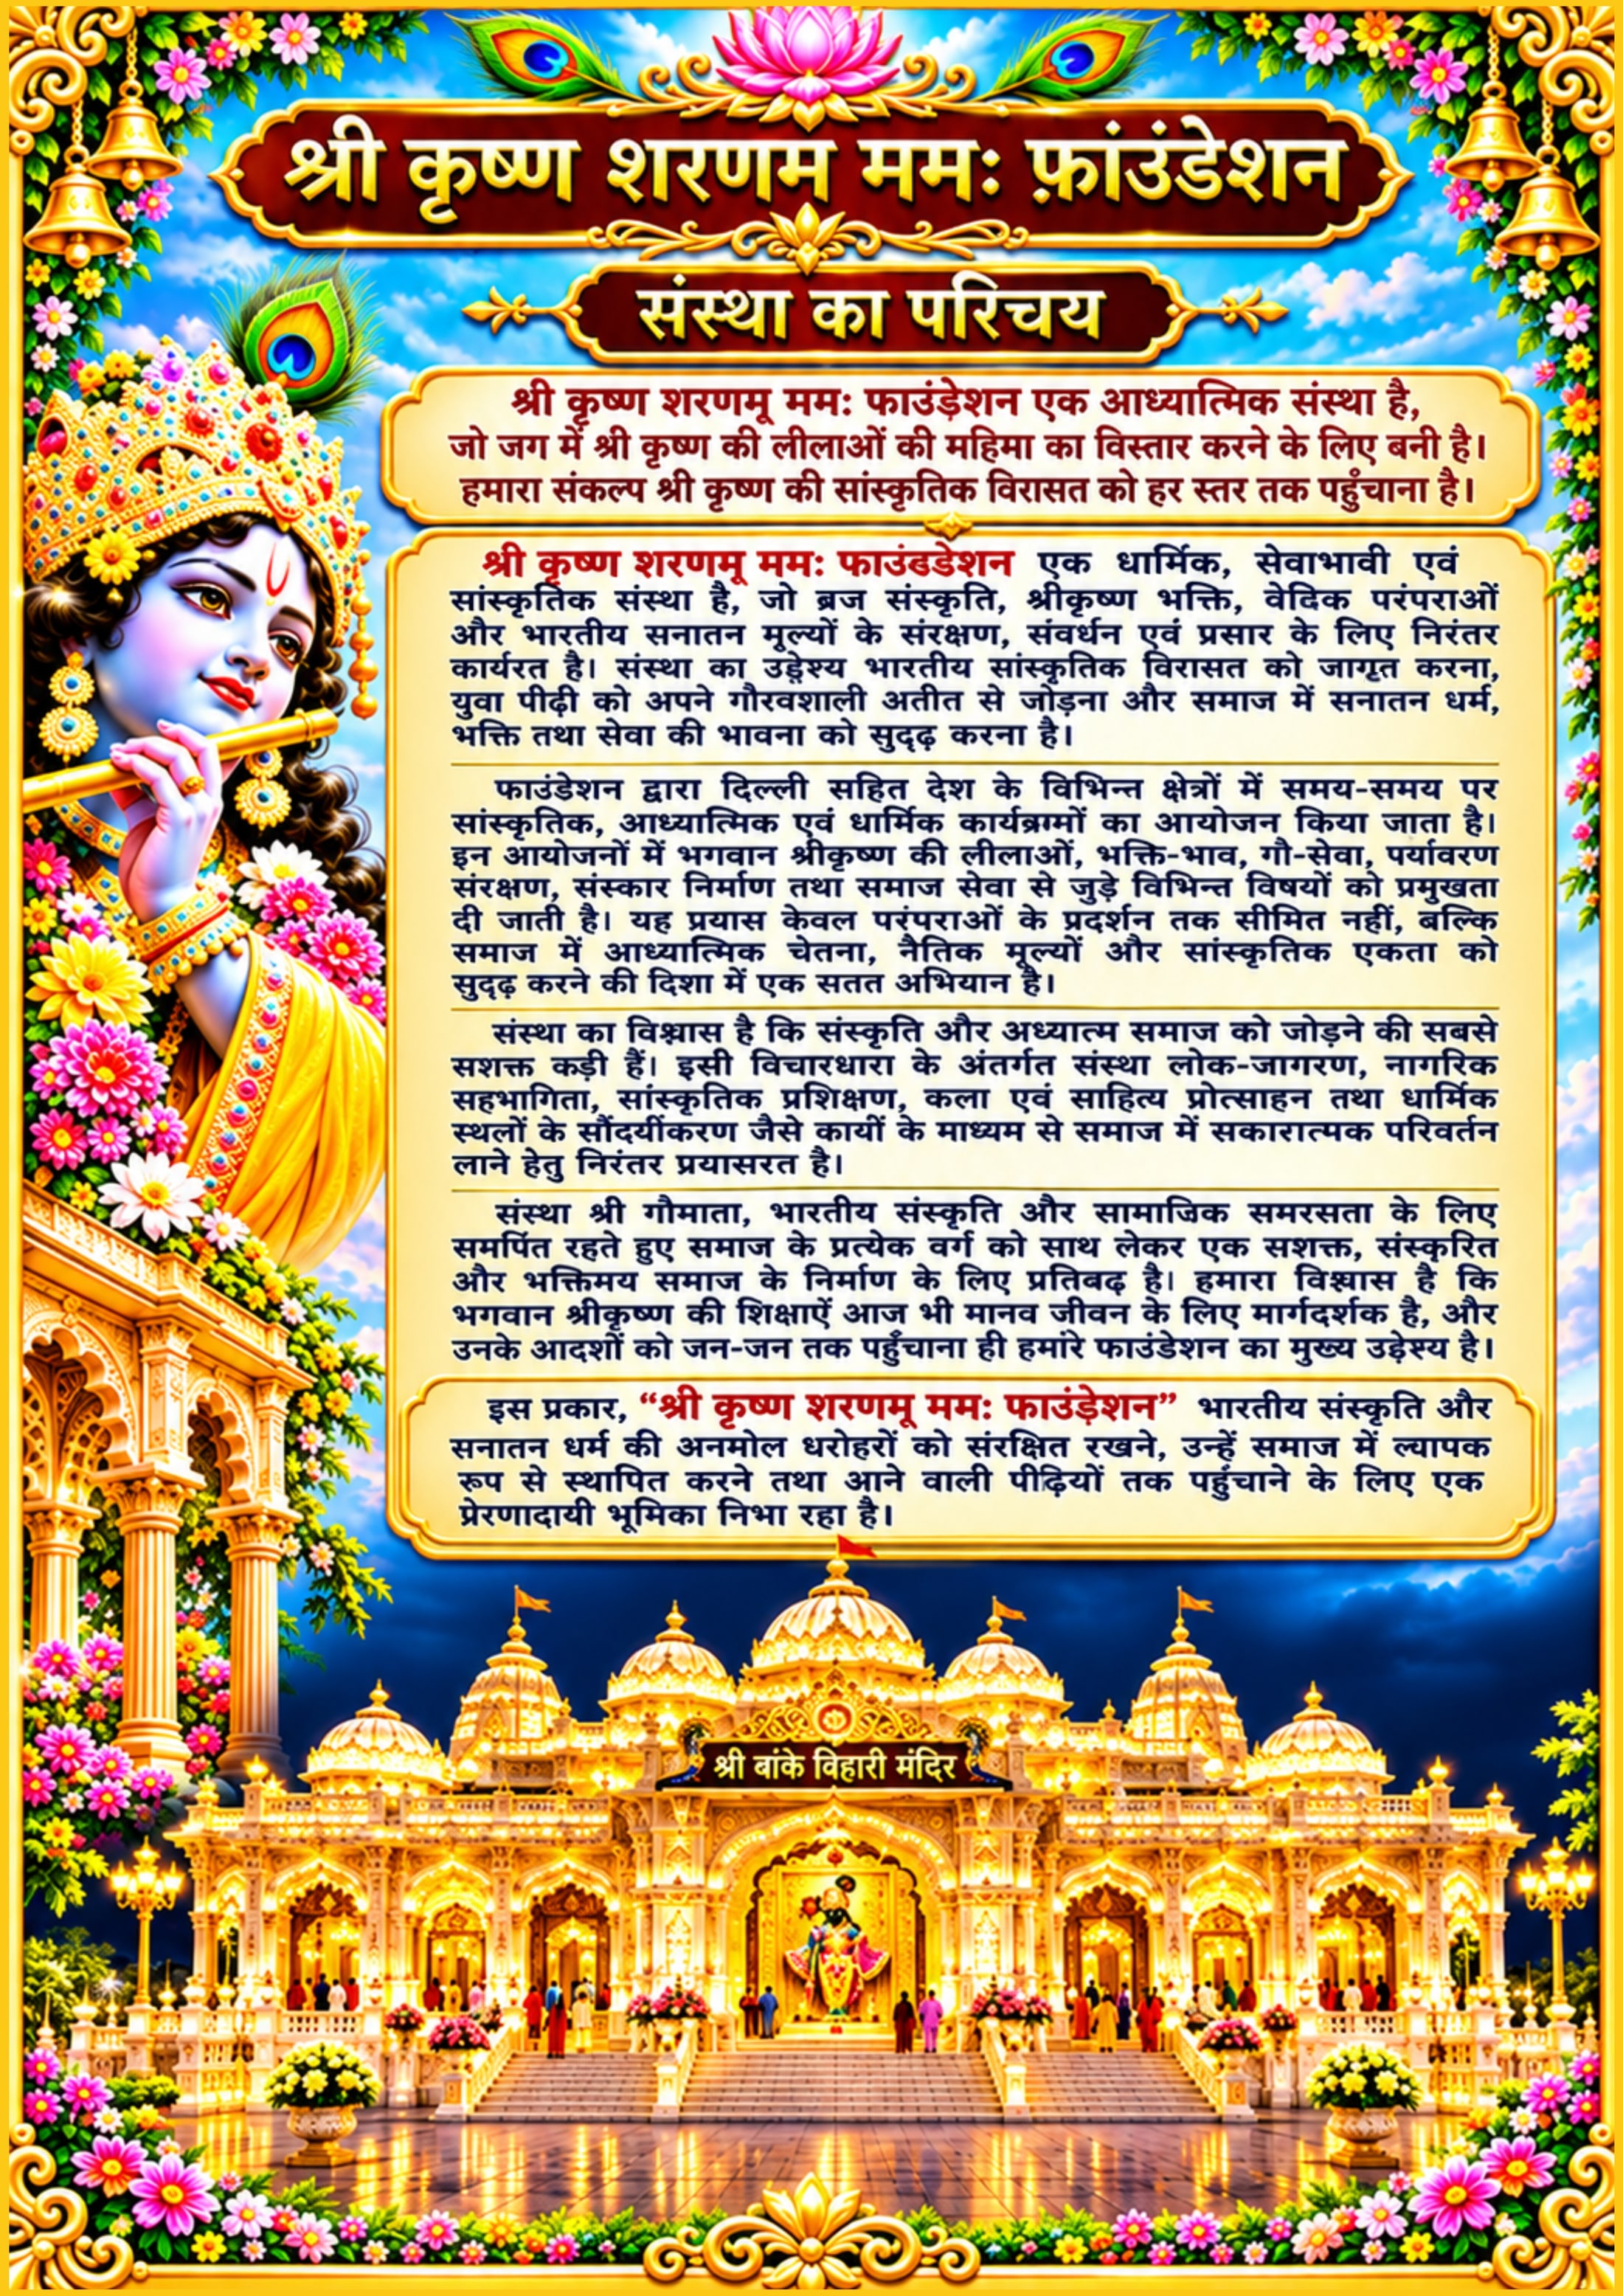 श्री कृष्ण शरणम ममः फ़ाउंडेशन
संस्था का परिचय
श्री कृष्ण शरणमू ममः फाउंड़ेशन एक आध्यात्मिक संस्था है,
जो जग में श्री कृष्ण की लीलाओं की महिमा का विस्तार करने के लिए बनी है।
हमारा संकल्प श्री कृष्ण की सांस्कृतिक विरासत को हर स्तर तक पहुँचाना है।
श्री कृष्ण शरणमू ममः फाउंडडेशन एक धार्मिक, सेवाभावी एवं
सांस्कृतिक संस्था है, जो ब्रज संस्कृति, श्रीकृष्ण भक्ति, वेदिक परंपराओं
और भारतीय सनातन मूल्यों के संरक्षण, संवर्धन एवं प्रसार के लिए निरंतर
कार्यरत है। संस्था का उड्रेश्य भारतीय सांस्कृतिक विरासत को जागृत करना,
युवा पीढ़ी को अपने गौरवशाली अतीत से जोड़ना और समाज में सनातन धर्म,
भक्ति तथा सेवा की भावना को सुदृढ़ करना है।
फाउंडेशन द्वारा दिल्ली सहित देश के विभिन्त क्षेत्रों में समय-समय पर
सांस्कृतिक, आध्यात्मिक एवं धार्मिक का आयोजन किया जाता है।
इन आयोजनों में भगवान श्रीकृष्ण की लीलाओं, भक्ति-भाव, गौ-सेवा, पर्यावरण
संरक्षण, संस्कार निर्माण तथा समाज सेवा से जुड़े विभिन्त विषयों को प्रमुखता
दी जाती है। यह प्रयास केवल परंपराओं के प्रदर्शन तक सीमित नहीं, बल्कि
समाज में आध्यात्मिक चेतना, नैतिक मूल्यों और सांस्कृतिक एकता को
सुदृढ़ करने की दिशा में एक सतत अभियान है।
संस्था का विश्वास है कि संस्कृति और अध्यात्म समाज को जोड़ने की सबसे
सशक्त कड़ी हैं। इसी विचारधारा के अंतर्गत संस्था लोक-जागरण, नागरिक
सहभागिता, सांस्कृतिक प्रशिक्षण, कला एवं साहित्य प्रोत्साहन तथा धार्मिक
स्थलों के सौंदयींकरण जैसे कायीं के माध्यम से समाज में सकारात्मक परिवर्तन
लाने हेतु निरंतर प्रयासरत है।
संस्था श्री गौमाता, भारतीय संस्कृति और सामाजिक समरसता के लिए
समपिंत रहते हुए समाज के प्रत्येक वर्ग को साथ लेकर एक सशक्त, संस्कृरित
और भक्तिमय समाज के निर्माण के लिए प्रतिबढ़ है। हमारा विश्वास है कि
भगवान श्रीकृष्ण की शिक्षाऐं आज भी मानव जीवन के लिए मार्गदर्शक है, और
उनके आदशों को जन-जन तक पहुँचाना ही हमांरे फाउंडेशन का मुख्य उड़ेश्य है।
इस प्रकार, “श्री कृष्ण शरणमू ममः फाउंड़ेशन” भारतीय संस्कृति और
सनातन धर्म की अनमोल धरोहरों को संरक्षित रखने, उन्हें समाज में ल्यापक
रूप से स्थापित करने तथा आने वाली पीढ़ियों तक पहुंचाने के लिए एक
प्रेरणादायी भूमिका निभा रहा है।
श्री बांके विहारी मंदिर